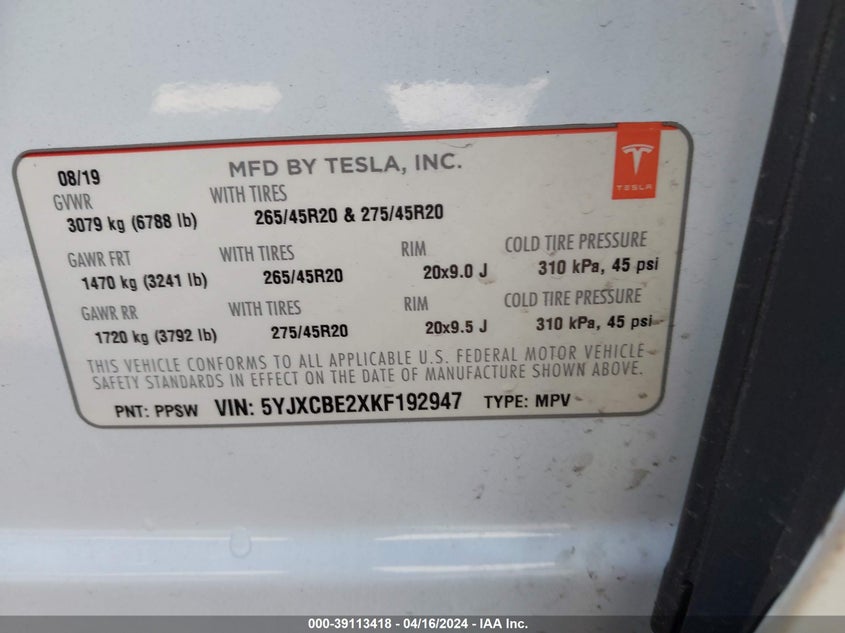 08/19 MFD BY TESLA, INC.
TESLA
GVWR WITH TIRES
3079 kg (6788 lb) 265/45R20 & 275/45R20
GAWR FRT WITH TIRES RIM COLD TIRE PRESSURE
1470 kg (3241 lb) 265/45R20 20x9.0 J 310 kPa, 45 psi
GAWR RR WITH TIRES RIM COLD TIRE PRESSURE
1720 kg (3792 lb) 275/45R20 20x9.5 J 310 kPa, 45 psi
THIS VEHICLE CONFORMS TO ALL APPLICABLE U.S. FEDERAL MOTOR VEHICLE
SAFETY STANDARDS IN EFFECT ON THE DATE OF MANUFACTURE SHOWN ABOVE.
PNT: PPSW VIN: 5YJXCBE2XKF192947 TYPE: MPV
000-39113418 - 04/16/2024 - IAA Inc.